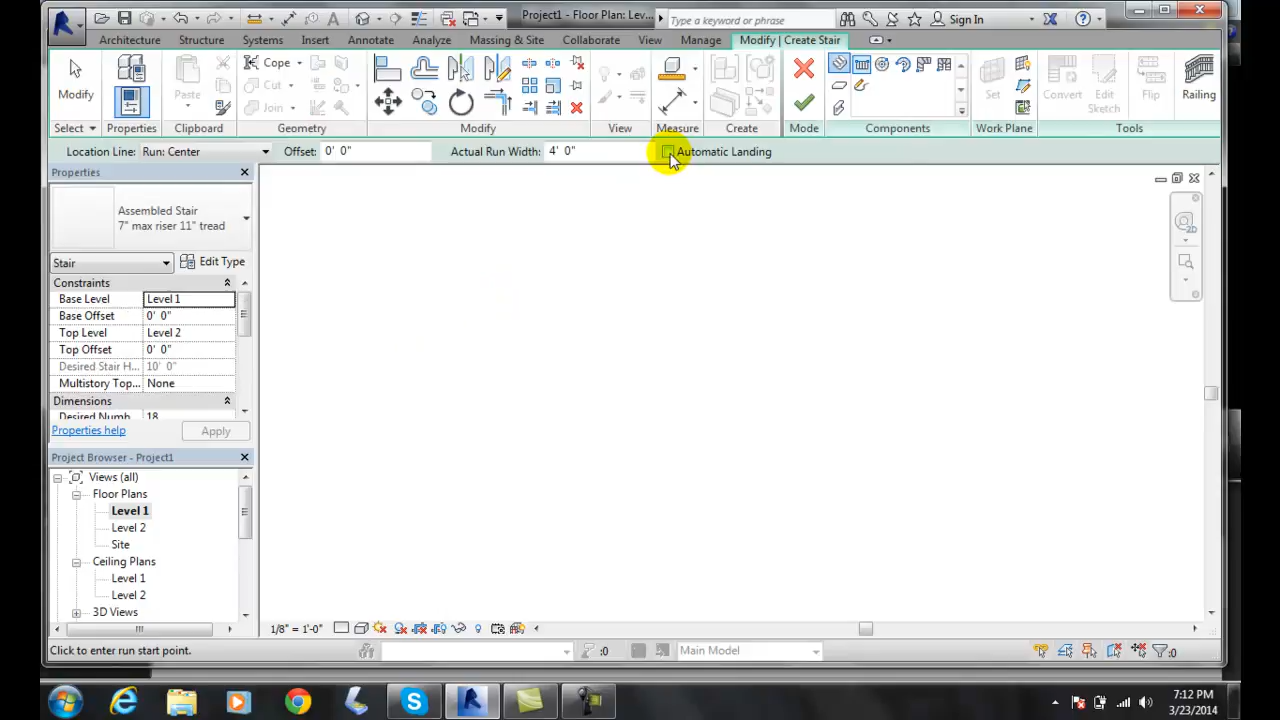 Project1 - Floor Plan: Lev...
Type a keyword or phrase
Sign In
Architecture Structure Systems Insert Annotate Analyze Massing & Site Collaborate View Manage Modify | Create Stair
Modify
Paste
Cope
Cut
Join
Set
Convert
Edit Sketch
Flip
Railing
Select Properties Clipboard Geometry Modify View Measure Create Mode Components Work Plane Tools
Location Line: Run: Center Offset: 0' 0" Actual Run Width: 4' 0" Automatic Landing
Properties
Assembled Stair
7" max riser 11" tread
Stair Edit Type
Constraints
Base Level Level 1
Base Offset 0' 0"
Top Level Level 2
Top Offset 0' 0"
Desired Stair H... 10' 0"
Multistory Top... None
Dimensions
Desired Numb... 18
Properties help Apply
Project Browser - Project1
Views (all)
Floor Plans
Level 1
Level 2
Site
Ceiling Plans
Level 1
Level 2
3D Views
2D
1/8" = 1'-0"
Click to enter run start point.
:0
Main Model
:0
7:12 PM
3/23/2014